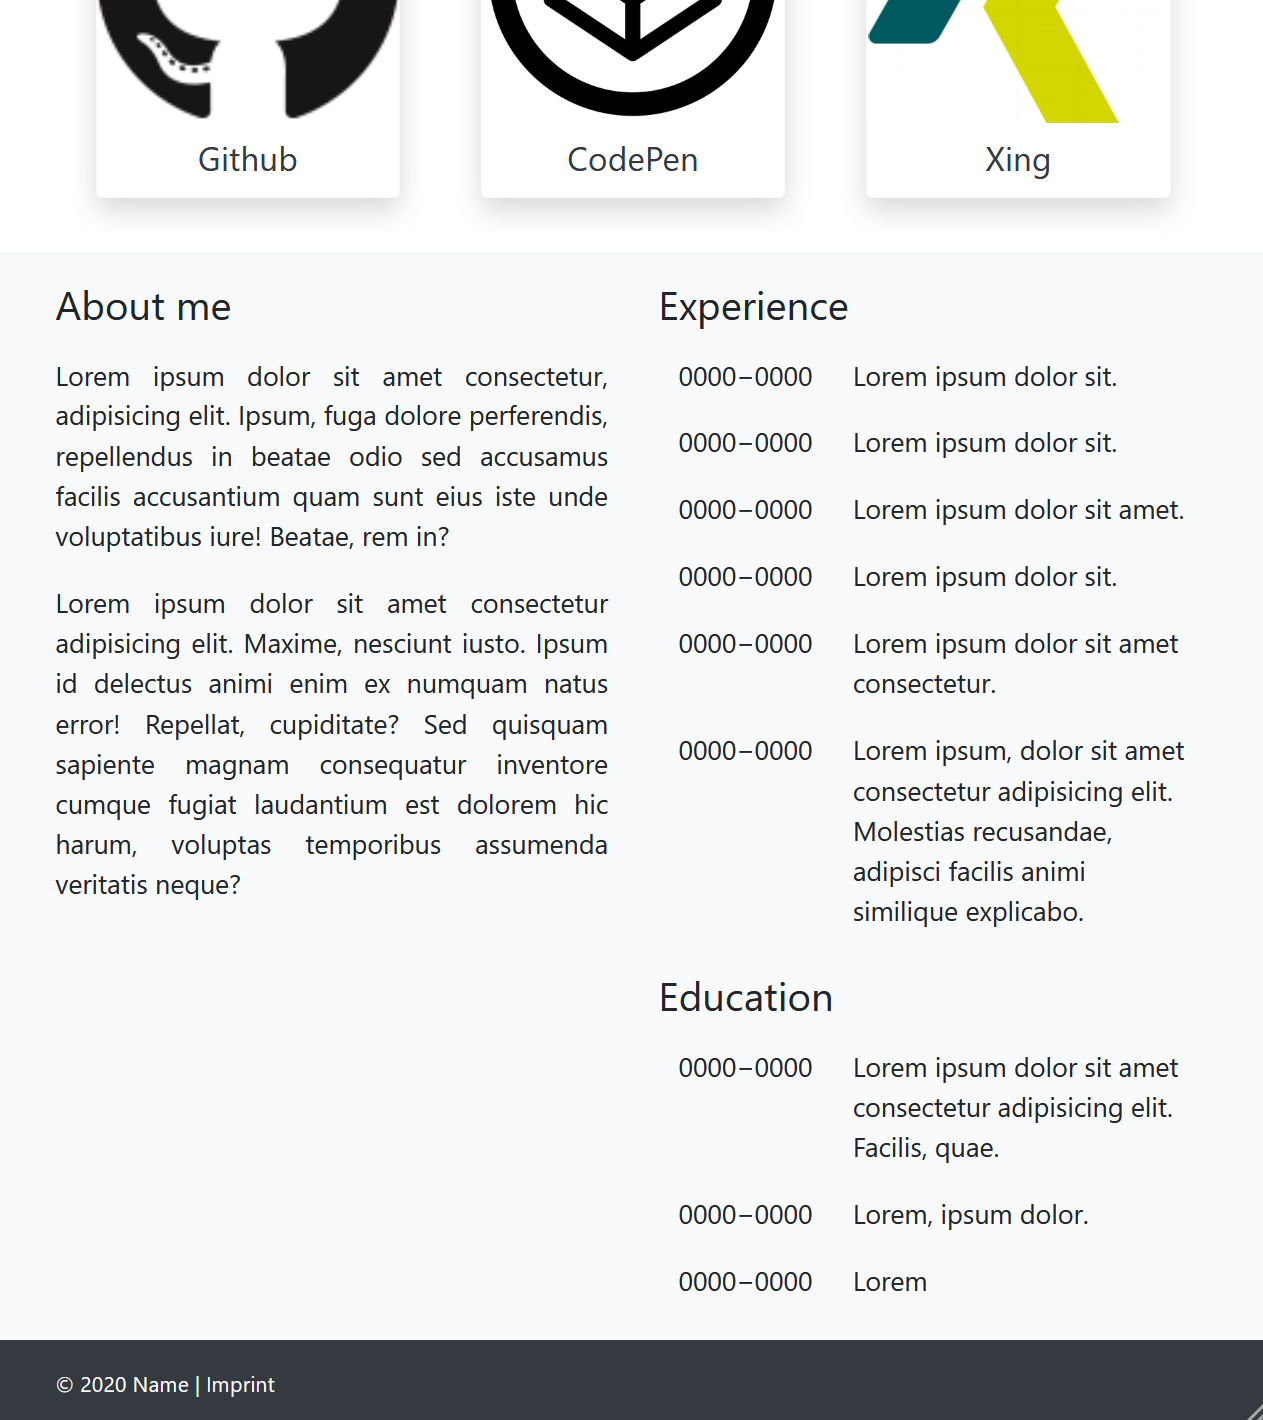 Github
CodePen
Xing
About me
Lorem ipsum dolor sit amet consectetur,
adipisicing elit. Ipsum, fuga dolore perferendis,
repellendus in beatae odio sed accusamus
facilis accusantium quam sunt eius iste unde
voluptatibus iure! Beatae, rem in?
Lorem ipsum dolor sit amet consectetur
adipisicing elit. Maxime, nesciunt iusto. Ipsum
id delectus animi enim ex numquam natus
error! Repellat, cupiditate? Sed quisquam
sapiente magnam consequatur inventore
cumque fugiat laudantium est dolorem hic
harum, voluptas temporibus assumenda
veritatis neque?
Experience
0000–0000 Lorem ipsum dolor sit.
0000–0000 Lorem ipsum dolor sit.
0000–0000 Lorem ipsum dolor sit amet.
0000–0000 Lorem ipsum dolor sit.
0000–0000 Lorem ipsum dolor sit amet
consectetur.
0000–0000 Lorem ipsum, dolor sit amet
consectetur adipisicing elit.
Molestias recusandae,
adipisci facilis animi
similique explicabo.
Education
0000–0000 Lorem ipsum dolor sit amet
consectetur adipisicing elit.
Facilis, quae.
0000–0000 Lorem, ipsum dolor.
0000–0000 Lorem
© 2020 Name | Imprint